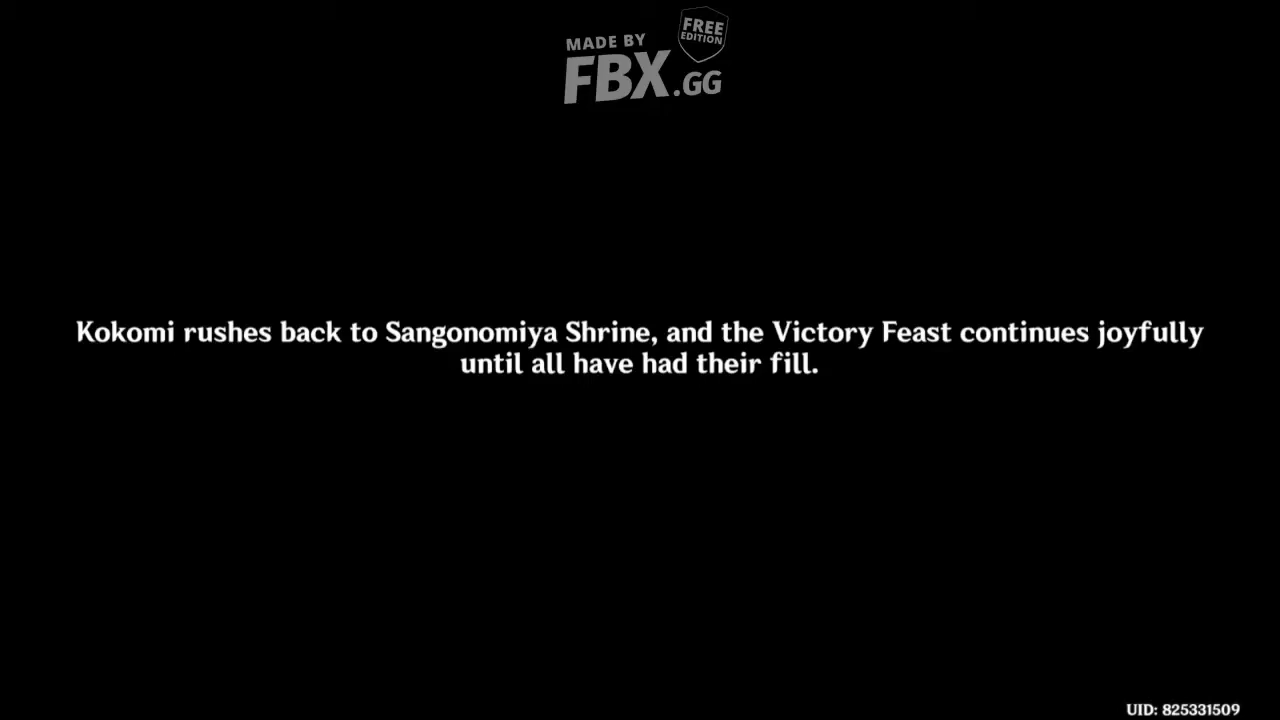 FREE
EDITION
MADE BY
FBX.GG
Kokomi rushes back to Sangonomiya Shrine, and the Victory Feast continues joyfully
until all have had their fill.
UID: 825331509